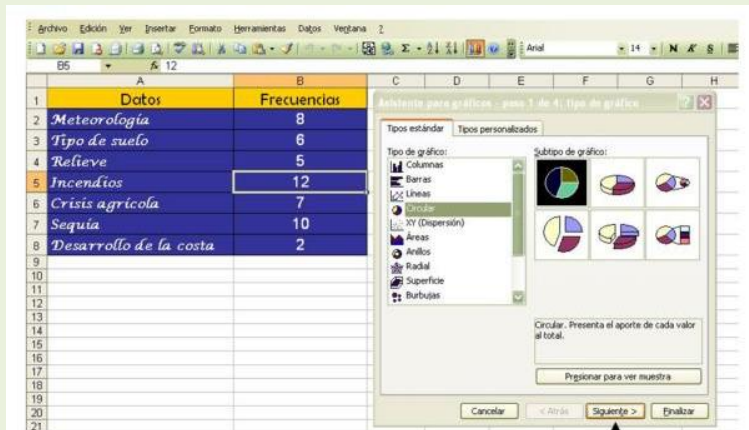 Archivo Edición Ver Insertar Formato Herramientas Datos Ventana ?
Arial 14 N K S
B5 fx 12
A B C D E F G H
1 Datos Frecuencias
2 Meteorología 8
3 Tipo de suelo 6
4 Relieve 5
5 Incendios 12
6 Crisis agrícola 7
7 Sequía 10
8 Desarrollo de la costa 2
9
10
11
12
13
14
15
16
17
18
19
20
21
Asistente para gráficos - paso 1 de 4: tipo de gráfico
Tipos estándar Tipos personalizados
Tipo de gráfico:
Columnas
Barras
Líneas
Circular
XY (Dispersión)
Áreas
Anillos
Radial
Superficie
Burbujas
Subtipo de gráfico:
Circular. Presenta el aporte de cada valor
al total.
Presionar para ver muestra
Cancelar < Atrás Siguiente > Finalizar